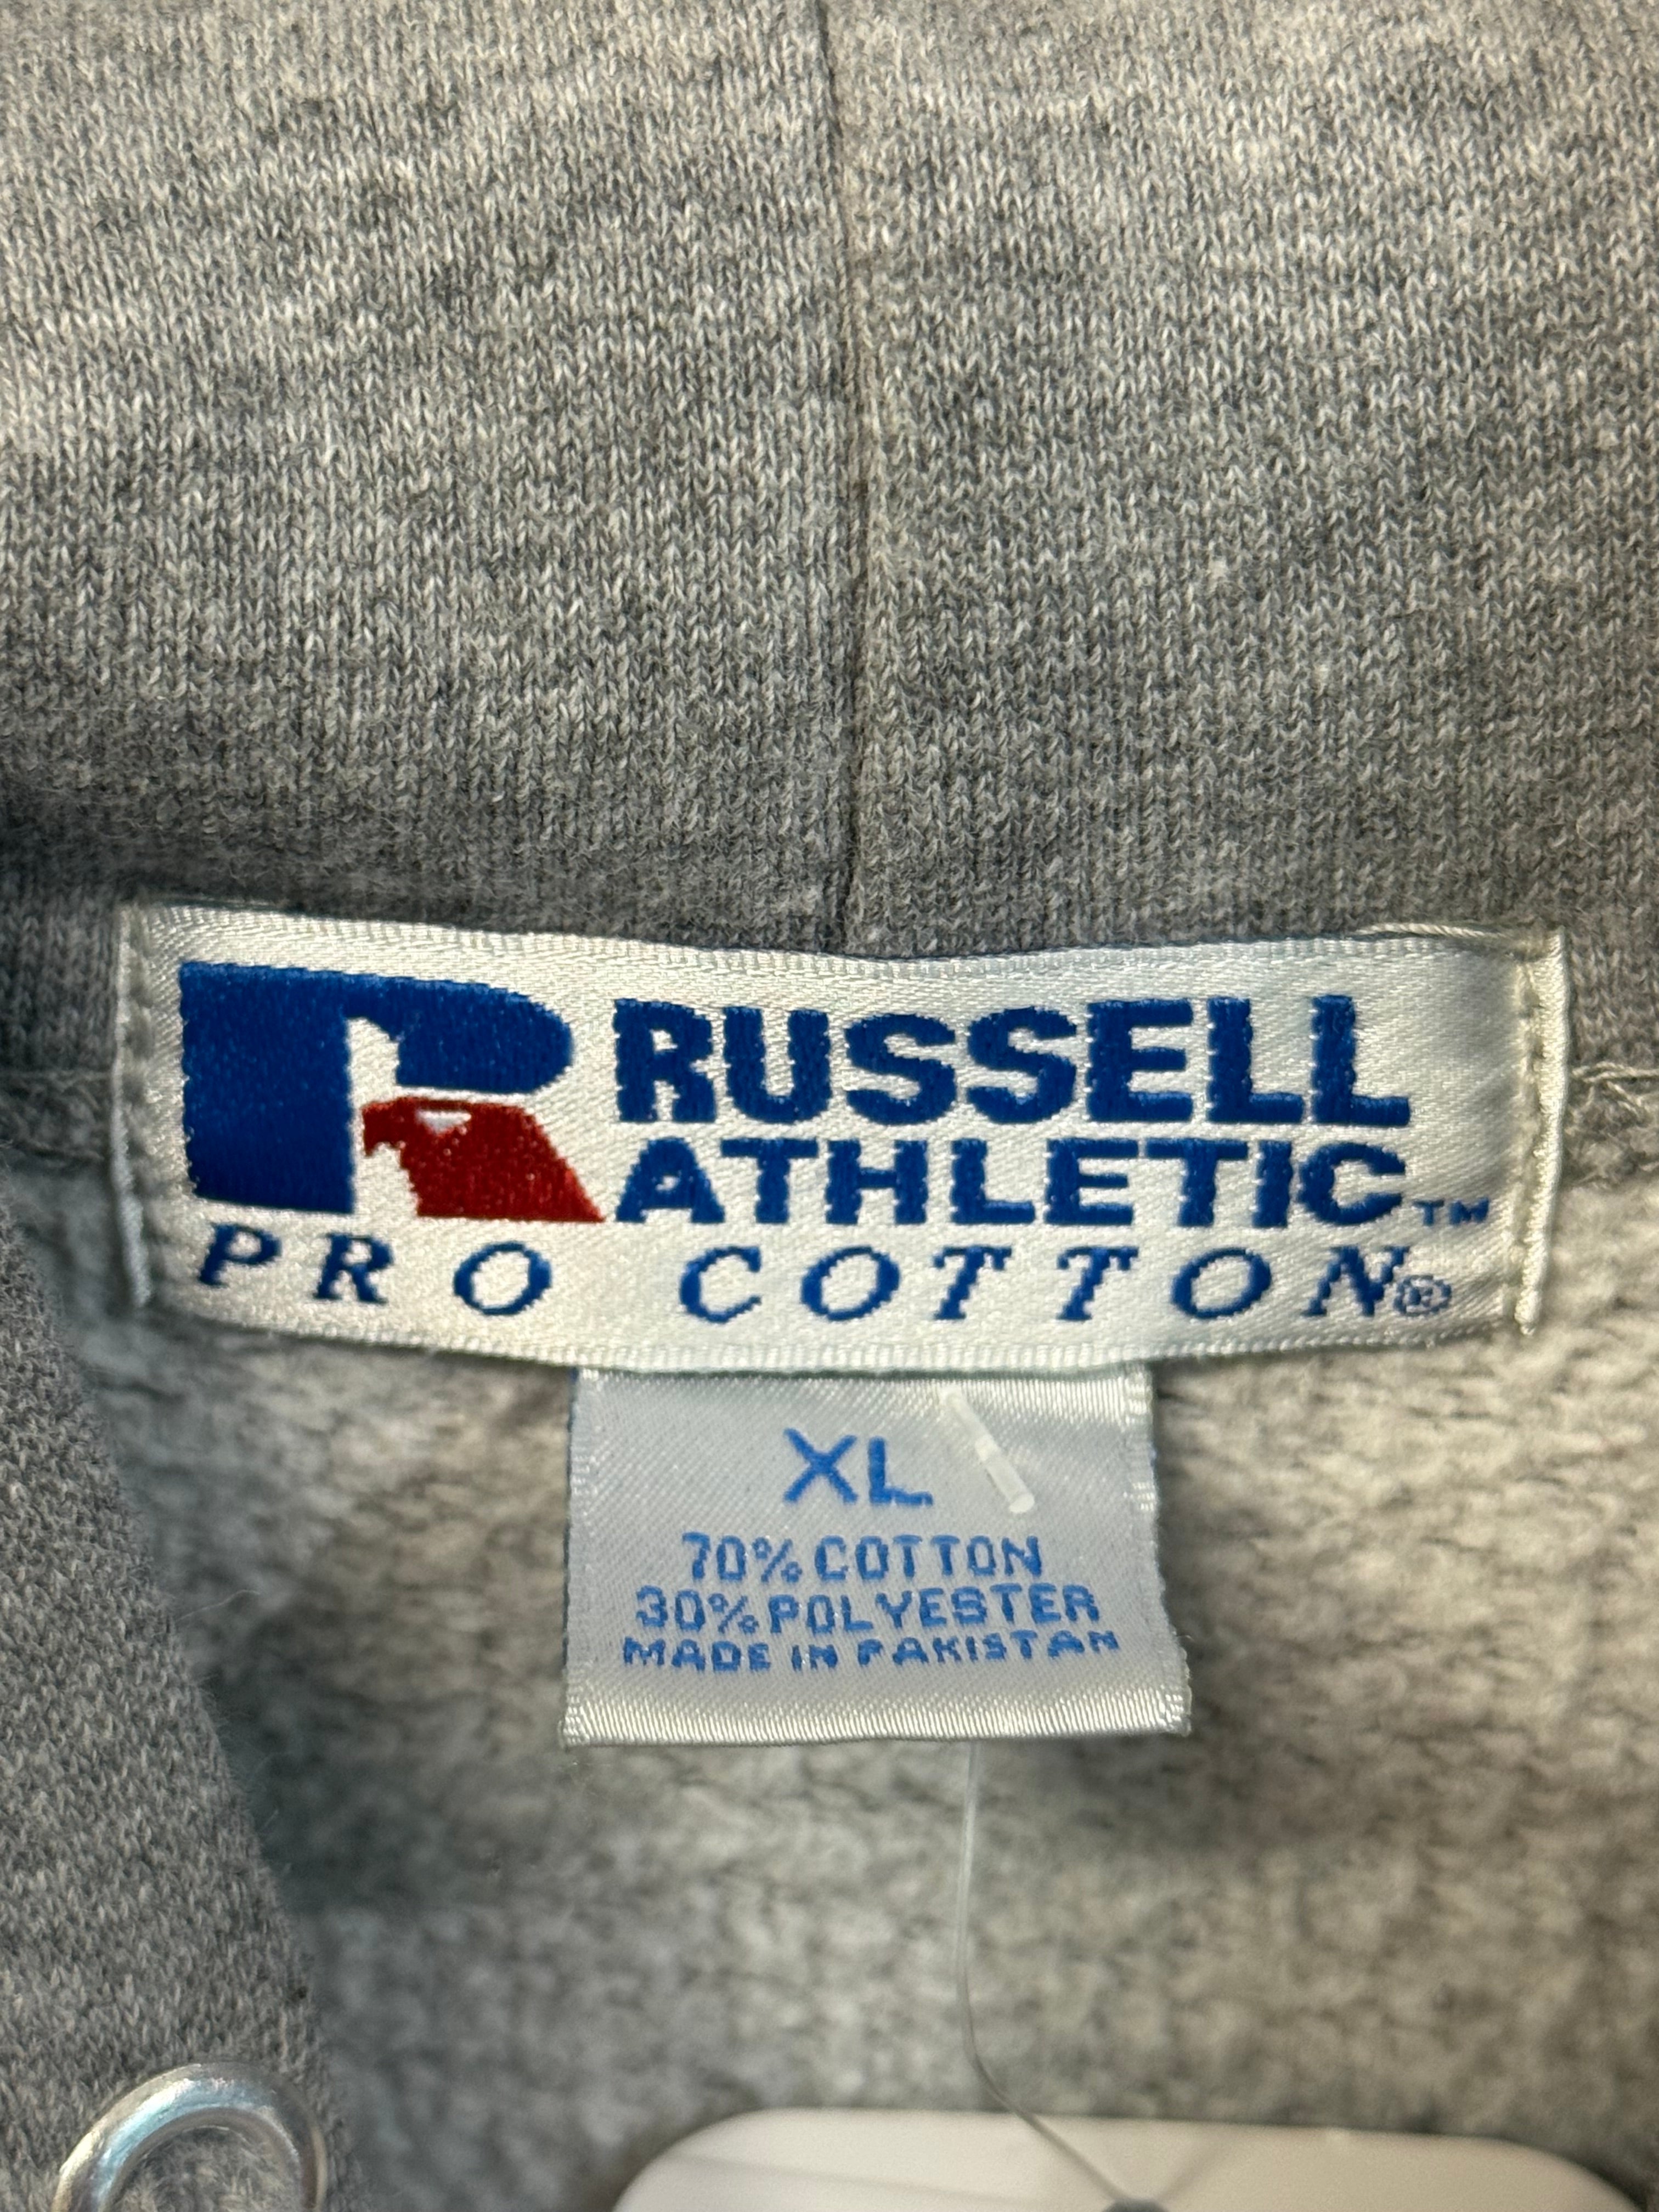 RUSSELL
ATHLETIC™
PRO COTTON®
XL
70% COTTON
30% POLYESTER
MADE IN PAKISTAN